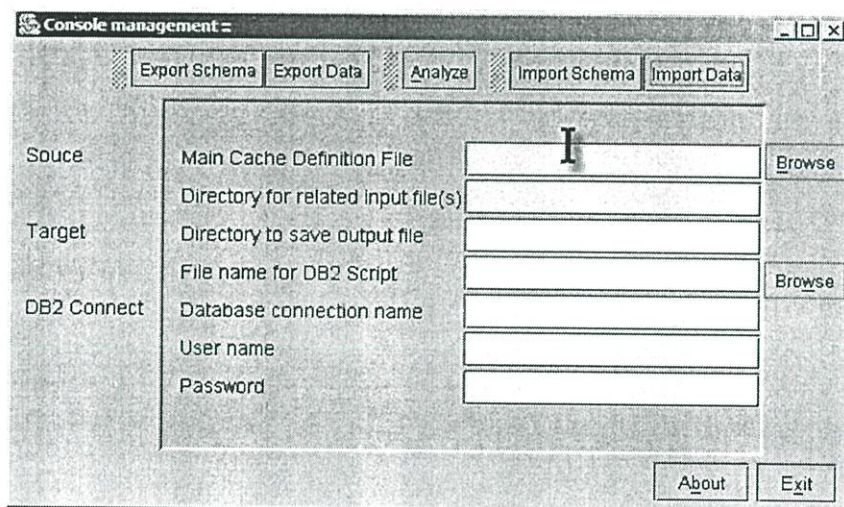 Console management =
Export Schema Export Data Analyze Import Schema Import Data
Souce Main Cache Definition File Browse
Directory for related input file(s)
Target Directory to save output file
File name for DB2 Script Browse
DB2 Connect Database connection name
User name
Password
About Exit